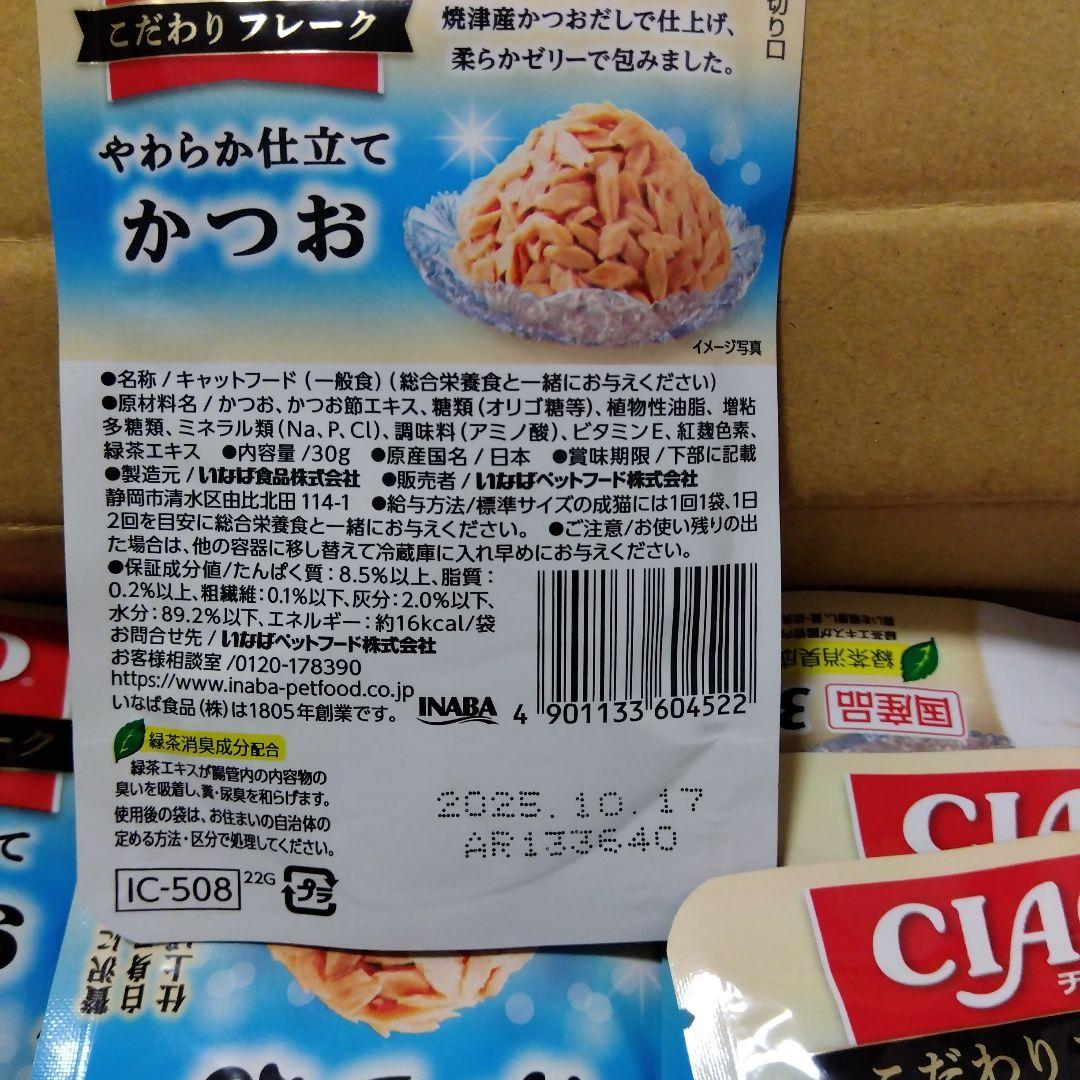 こだわりフレーク
焼津産かつおだしで仕上げ、
柔らかゼリーで包みました。
切り口
やわらか仕立て
かつお
イメージ写真
●名称/キャットフード(一般食)(総合栄養食と一緒にお与えください)
●原材料名/かつお、かつお節エキス、糖類(オリゴ糖等)、植物性油脂、増粘
多糖類、ミネラル類(Na、P、Cl)、調味料(アミノ酸)、ビタミンE、紅麹色素、
緑茶エキス ●内容量/30g ●原産国名/日本 ●賞味期限/下部に記載
●製造元/いなば食品株式会社 ●販売者/いなばペットフード株式会社
静岡市清水区由比北田114-1 ●給与方法/標準サイズの成猫には1回1袋、1日
2回を目安に総合栄養食と一緒にお与えください。 ●ご注意/お使い残りの出
た場合は、他の容器に移し替えて冷蔵庫に入れ早めにお与えください。
●保証成分値/たんぱく質:8.5%以上、脂質:
0.2%以上、粗繊維:0.1%以下、灰分:2.0%以下、
水分:89.2%以下、エネルギー:約16kcal/袋
お問合せ先/いなばペットフード株式会社
お客様相談室/0120-178390
https://www.inaba-petfood.co.jp
いなば食品(株)は1805年創業です。
INABA
4 901133 604522
緑茶消臭成分配合
緑茶エキスが腸管内の内容物の
臭いを吸着し、糞・尿臭を和らげます。
使用後の袋は、お住まいの自治体の
定める方法・区分で処理してください。
2025.10.17
AR133640
IC-508
22G
プラ
緑茶消臭成
国産品
CIA
CIA
チ
こだわり